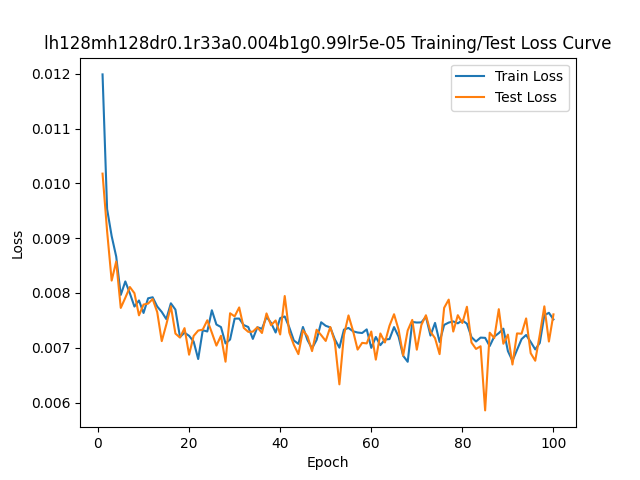 lh128mh128dr0.1r33a0.004b1g0.99lr5e-05 Training/Test Loss Curve
Train Loss
Test Loss
0.012
0.011
0.010
0.009
0.008
0.007
0.006
Loss
0
20
40
60
80
100
Epoch